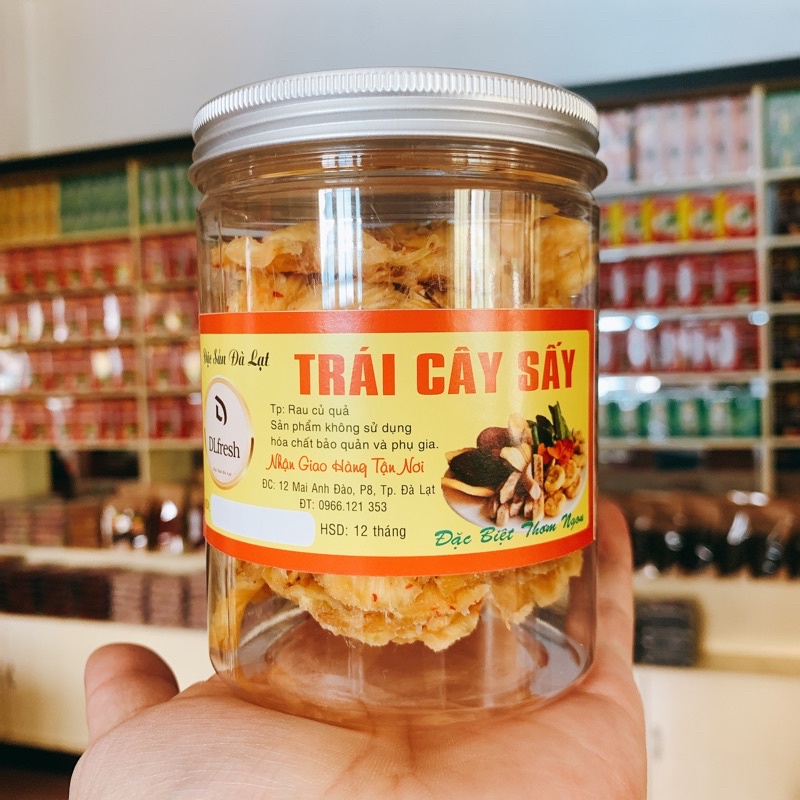 Đặc Sản Đà Lạt
TRÁI CÂY SẤY
DLfresh
Tp: Rau củ quả
Sản phẩm không sử dụng
hóa chất bảo quản và phụ gia.
Nhận Giao Hàng Tận Nơi
ĐC: 12 Mai Anh Đào, P8, Tp. Đà Lạt
ĐT: 0966.121 353
HSD: 12 tháng
Đặc Biệt Thơm Ngon